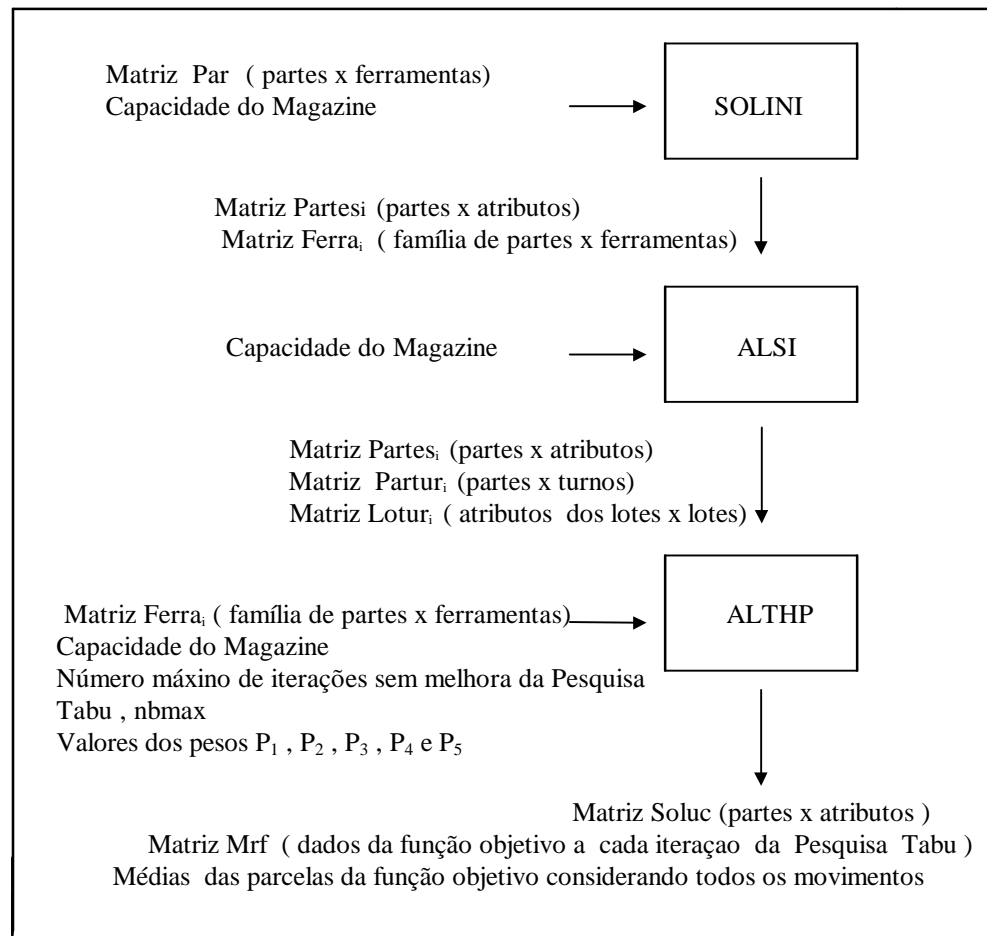 Matriz Par ( partes x ferramentas)
Capacidade do Magazine
SOLINI
Matriz Partesi (partes x atributos)
Matriz Ferraᵢ ( família de partes x ferramentas)
Capacidade do Magazine
ALSI
Matriz Partesᵢ (partes x atributos)
Matriz Parturᵢ (partes x turnos)
Matriz Loturᵢ ( atributos dos lotes x lotes)
Matriz Ferraᵢ ( família de partes x ferramentas)
ALTHP
Capacidade do Magazine
Número máxino de iterações sem melhora da Pesquisa
Tabu , nbmax
Valores dos pesos P₁ , P₂ , P₃ , P₄ e P₅
Matriz Soluc (partes x atributos )
Matriz Mrf ( dados da função objetivo a cada iteraçao da Pesquisa Tabu )
Médias das parcelas da função objetivo considerando todos os movimentos